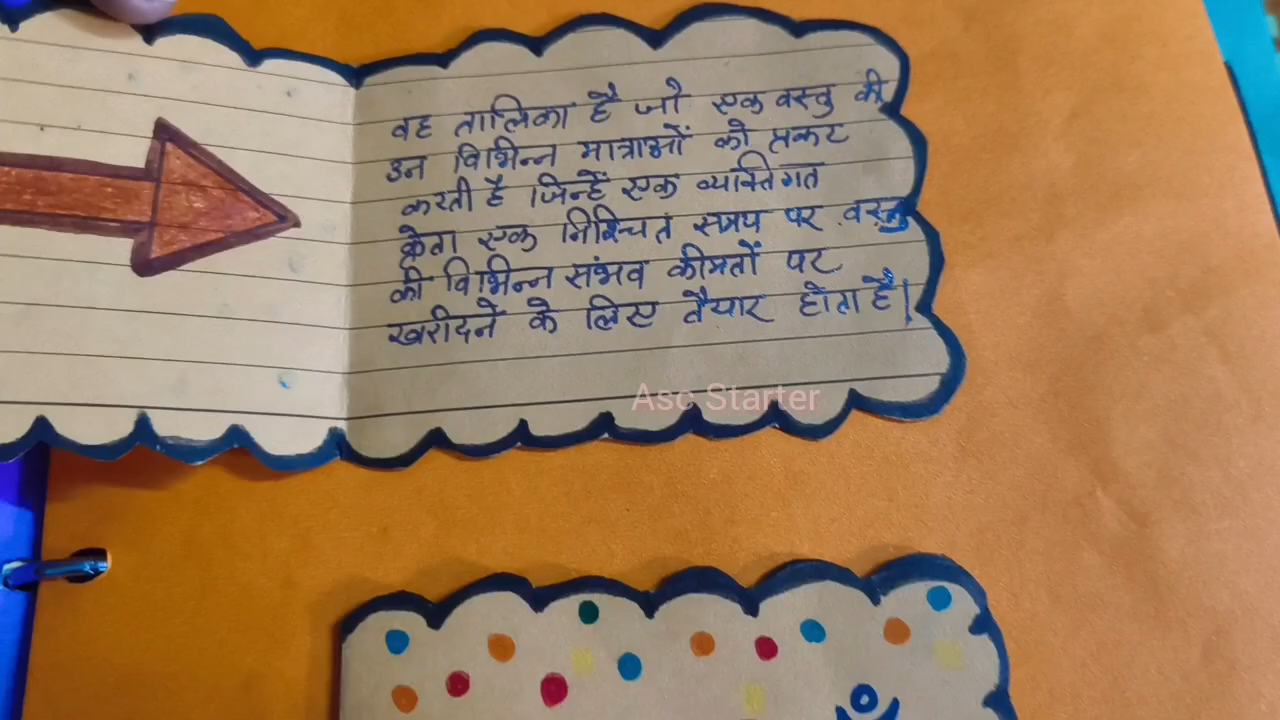 वह तालिका है जो एक वस्तु की
उन विभिन्न मात्राओं को प्रकट
करती है जिन्हें एक व्यक्तिगत
क्रेता एक निश्चित समय पर वस्तु
की विभिन्न संभव कीमतों पर
खरीदने के लिए तैयार होता है।
Asc Starter